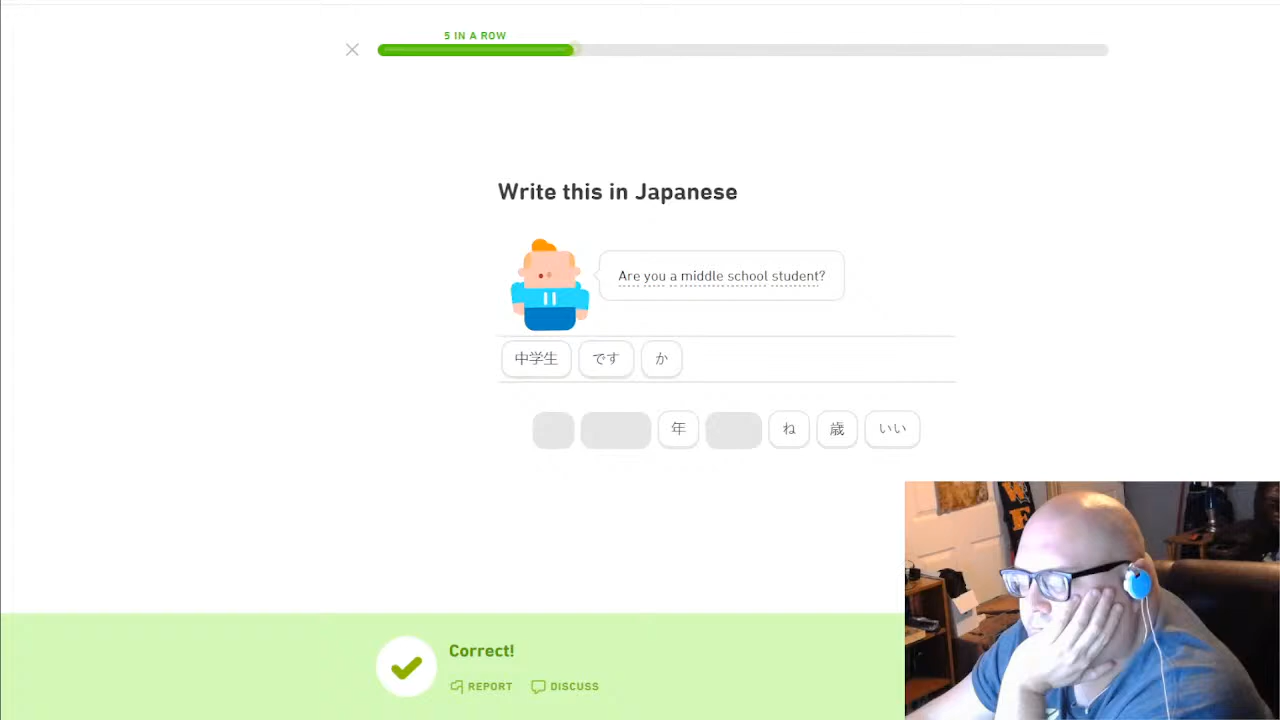 5 IN A ROW
Write this in Japanese
Are you a middle school student?
中学生 です か
年 ね 歳 いい
Correct!
REPORT DISCUSS